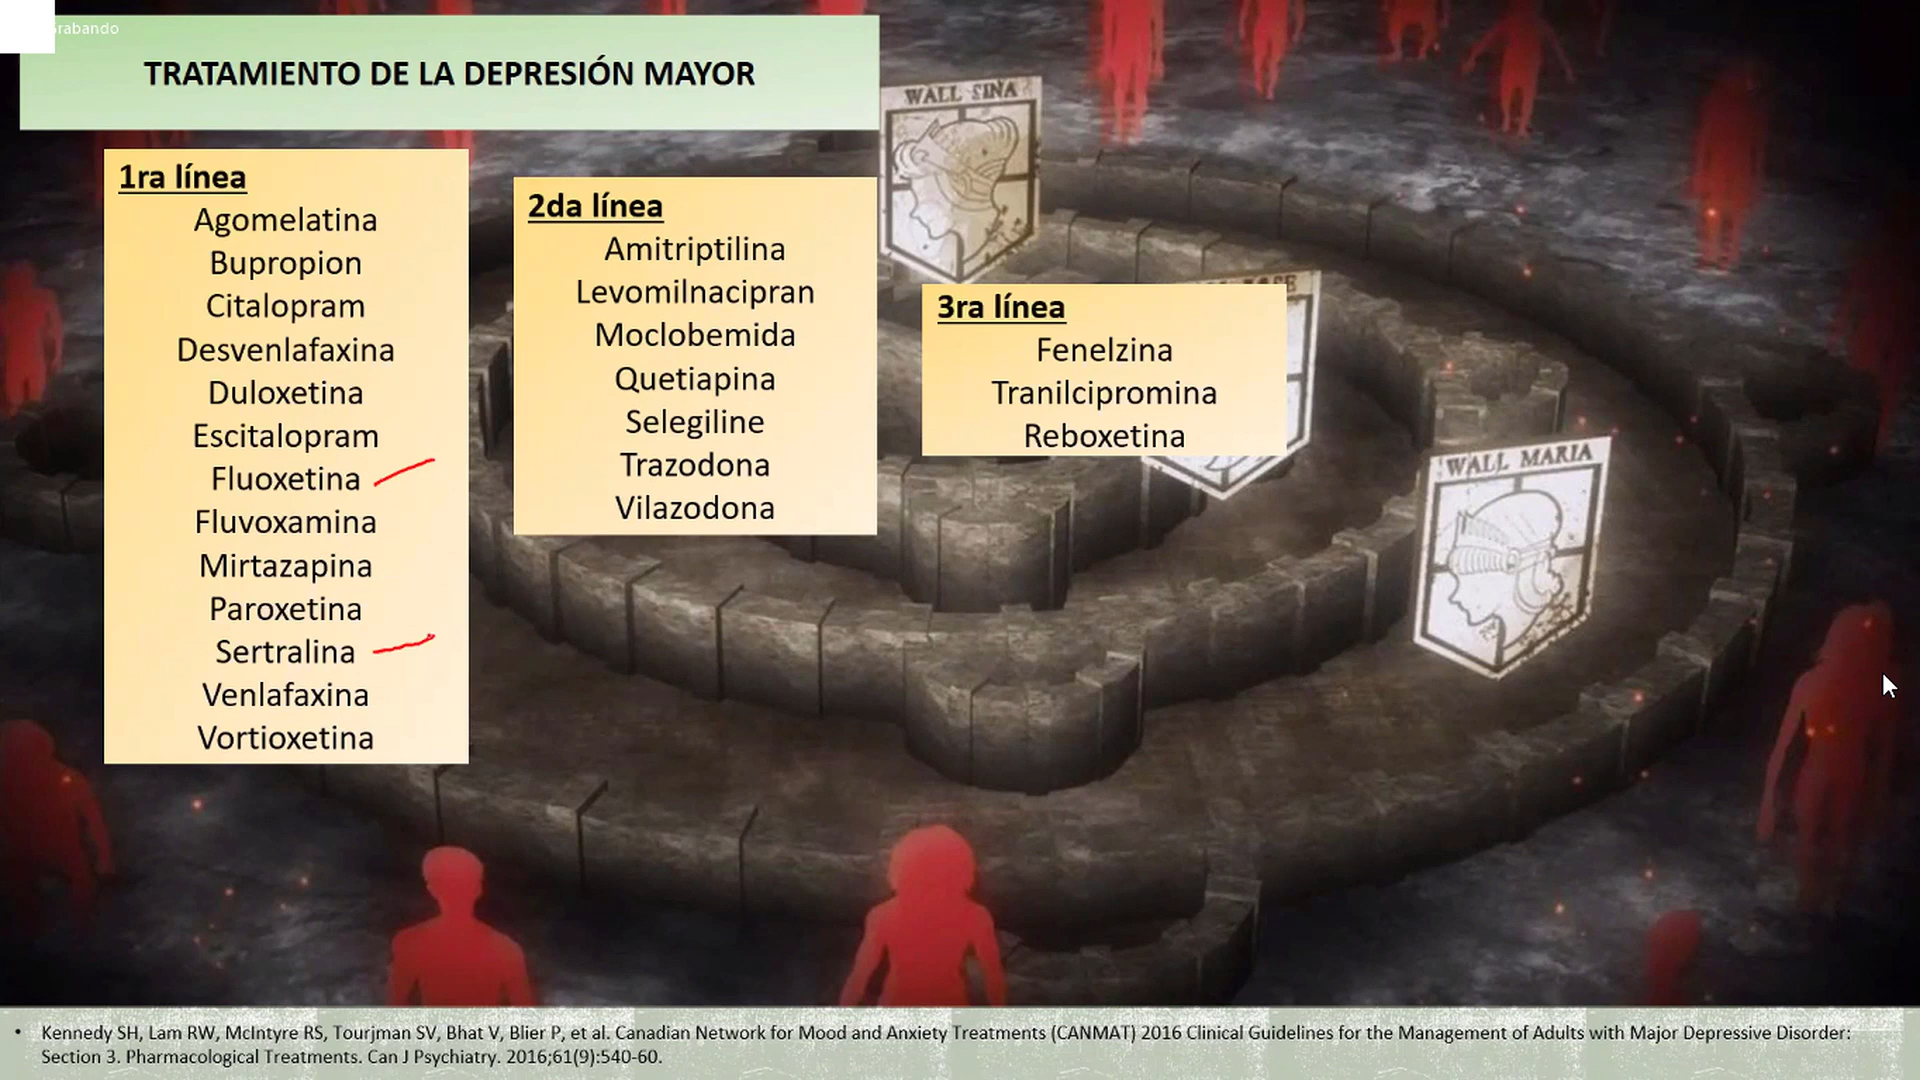 TRATAMIENTO DE LA DEPRESIÓN MAYOR
1ra línea
Agomelatina
Bupropion
Citalopram
Desvenlafaxina
Duloxetina
Escitalopram
Fluoxetina
Fluvoxamina
Mirtazapina
Paroxetina
Sertralina
Venlafaxina
Vortioxetina
2da línea
Amitriptilina
Levomilnacipran
Moclobemida
Quetiapina
Selegiline
Trazodona
Vilazodona
3ra línea
Fenelzina
Tranilcipromina
Reboxetina
WALL SINA
WALL MARIA
• Kennedy SH, Lam RW, McIntyre RS, Tourjman SV, Bhat V, Blier P, et al. Canadian Network for Mood and Anxiety Treatments (CANMAT) 2016 Clinical Guidelines for the Management of Adults with Major Depressive Disorder:
Section 3. Pharmacological Treatments. Can J Psychiatry. 2016;61(9):540-60.